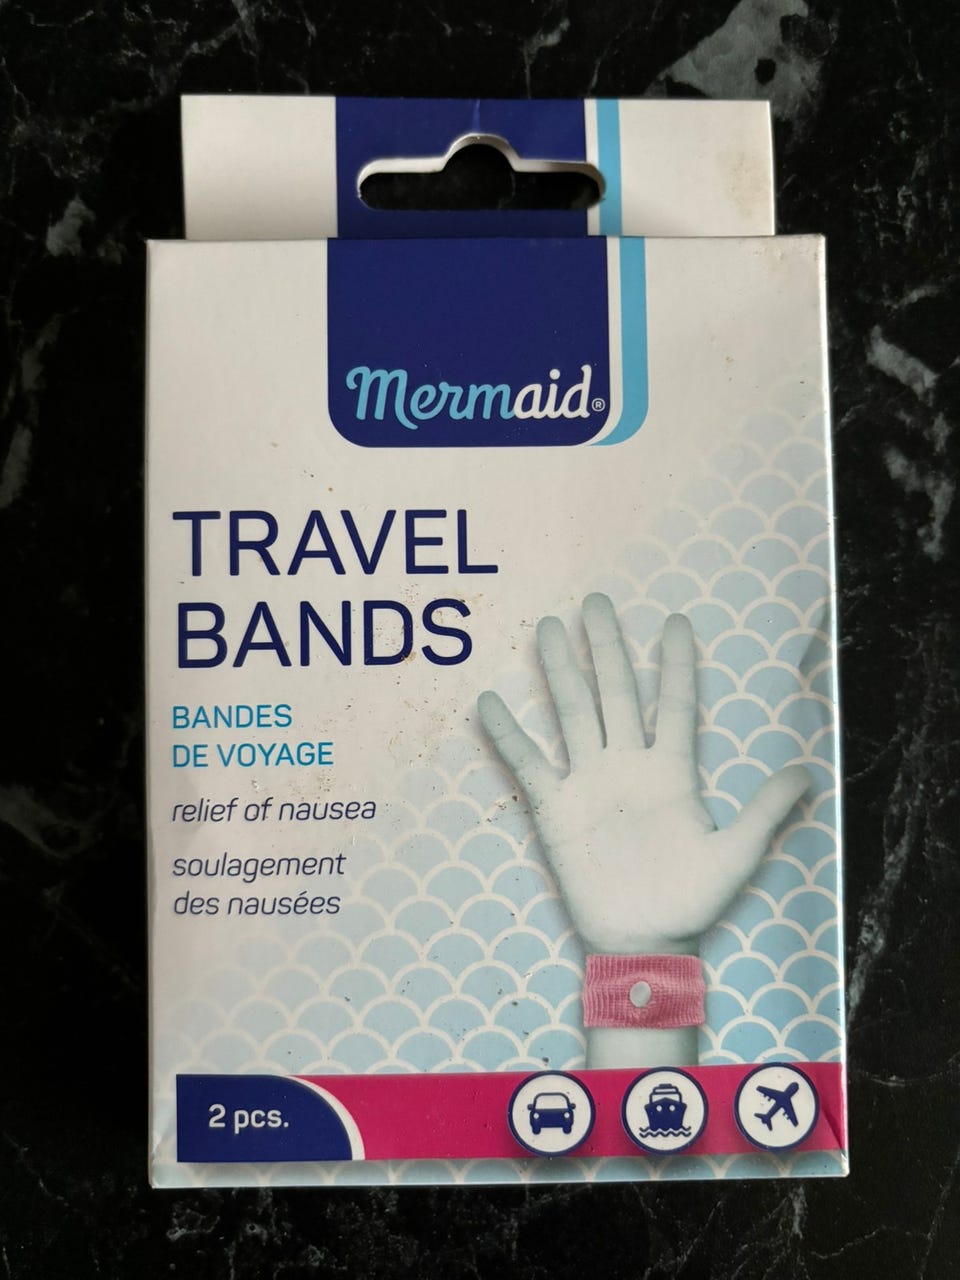 Mermaid®
TRAVEL
BANDS
BANDES
DE VOYAGE
relief of nausea
soulagement
des nausées
2 pcs.